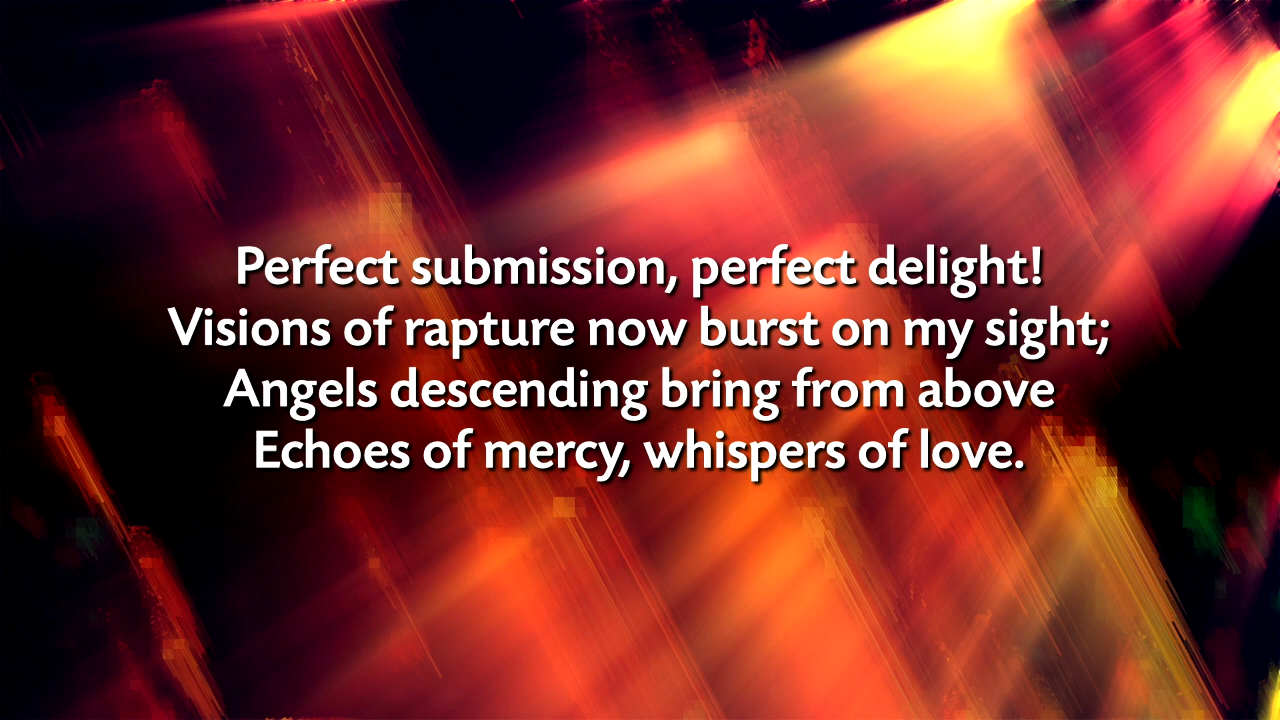 Perfect submission, perfect delight!
Visions of rapture now burst on my sight;
Angels descending bring from above
Echoes of mercy, whispers of love.